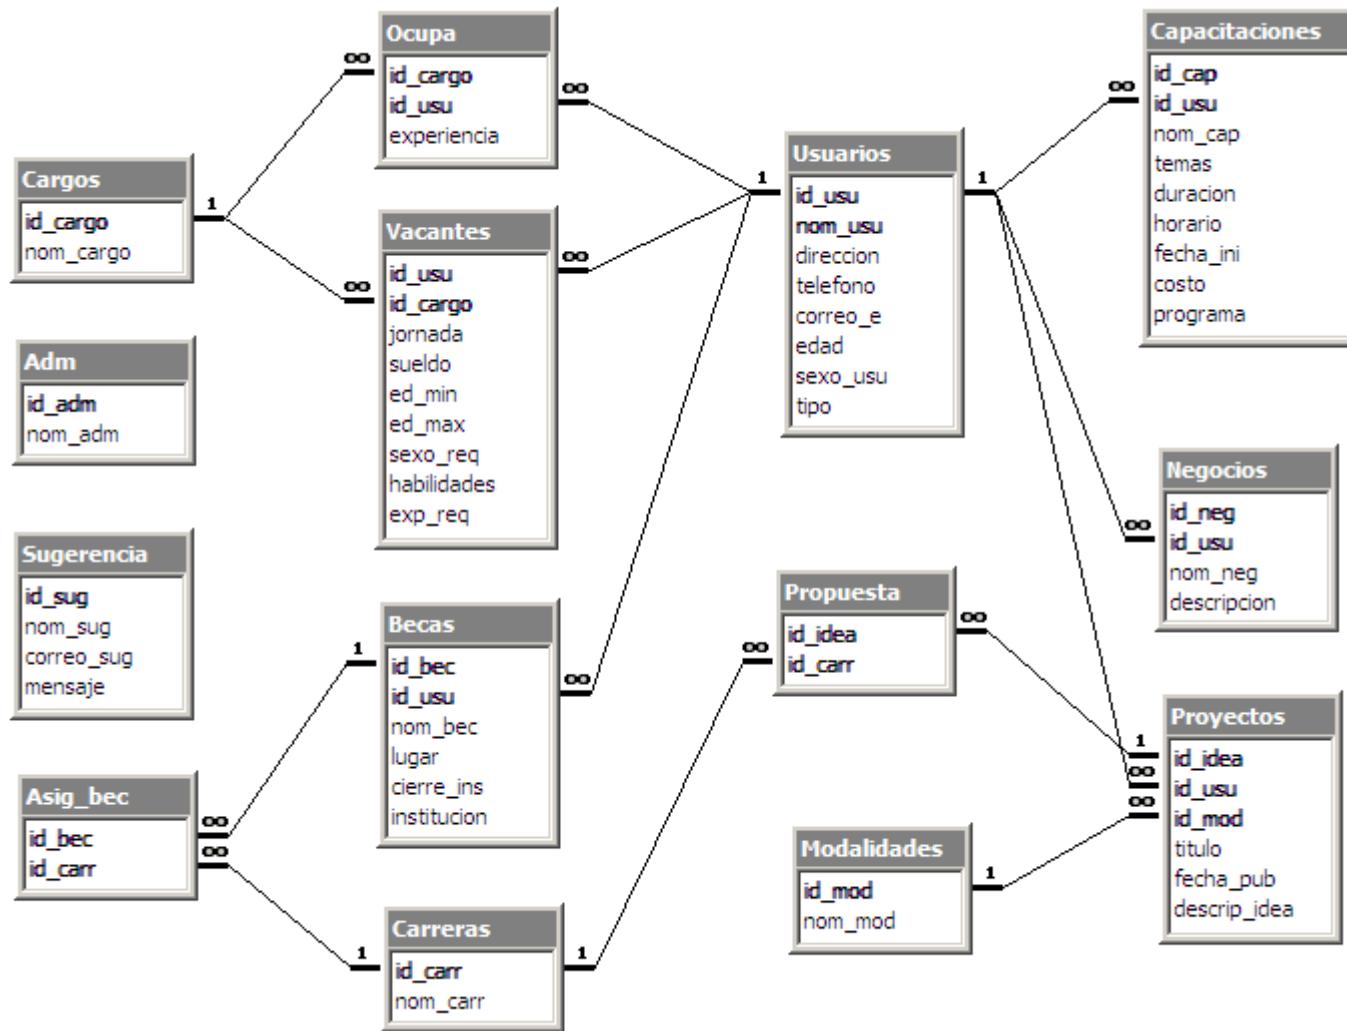 Ocupa
id_cargo
id_usu
experiencia
Capacitaciones
id_cap
id_usu
nom_cap
temas
duracion
horario
fecha_ini
costo
programa
Cargos
id_cargo
nom_cargo
Usuarios
id_usu
nom_usu
direccion
telefono
correo_e
edad
sexo_usu
tipo
Vacantes
id_usu
id_cargo
jornada
sueldo
ed_min
ed_max
sexo_req
habilidades
exp_req
Adm
id_adm
nom_adm
Negocios
id_neg
id_usu
nom_neg
descripcion
Sugerencia
id_sug
nom_sug
correo_sug
mensaje
Becas
id_bec
id_usu
nom_bec
lugar
cierre_ins
institucion
Propuesta
id_idea
id_carr
Proyectos
id_idea
id_usu
id_mod
titulo
fecha_pub
descrip_idea
Asig_bec
id_bec
id_carr
Modalidades
id_mod
nom_mod
Carreras
id_carr
nom_carr
∞
∞
∞
1
1
1
∞
∞
∞
∞
1
∞
∞
∞
1
∞
∞
∞
∞
1
1
1